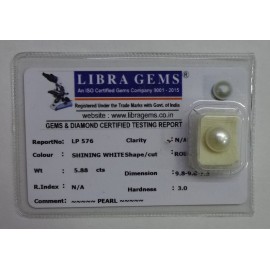 LIBRA GEMS
An ISO Certified Gems Company 9001 - 2015
Registered Under the Trade Marks with Govt. of India
website : www.libragems.co.in
GEMS & DIAMOND CERTIFIED TESTING REPORT
ReportNo: LP 576 Clarity N/A
Colour : SHINING WHITE Shape/cut
Weight : 5.88 cts Dimension
R.Index : N/A Hardness 3.0
PEARL